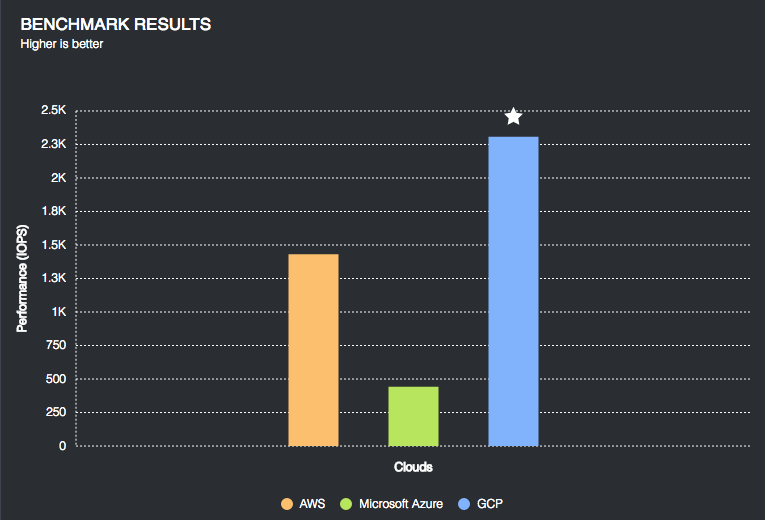 BENCHMARK RESULTS
Higher is better
2.5K
2.3K
2K
1.8K
1.5K
1.3K
1K
750
500
250
0
Performance (IOPS)
Clouds
AWS Microsoft Azure GCP